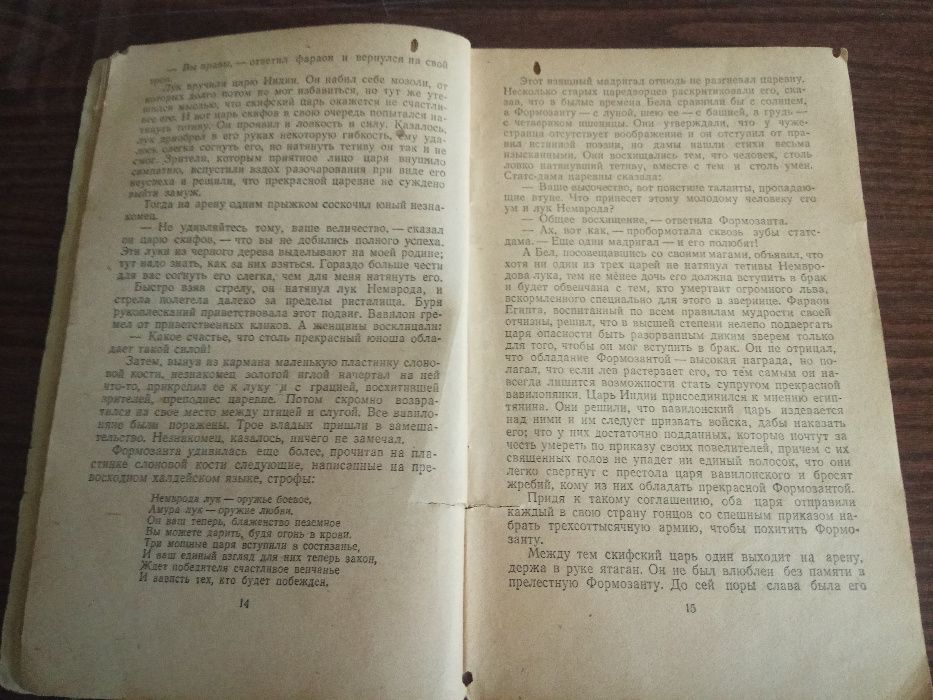 — Вы правы, — ответил фараон и вернулся на свой
трон.
Лук вручили царю Индии. Он набил себе мозоли, от
которых долго потом не мог избавиться, но тут же уте-
шился мыслью, что скифский царь окажется не счастли-
вее его. И вот царь скифов в свою очередь попытался на-
тянуть тетиву. Он проявил и ловкость и силу. Казалось,
лук приобрел в его руках некоторую гибкость, ему уда-
лось слегка согнуть его, но натянуть тетиву он так и не
смог. Зрители, которым приятное лицо царя внушило
симпатию, испустили вздох разочарования при виде его
неуспеха и решили, что прекрасной царевне не суждено
выйти замуж.
Тогда на арену одним прыжком соскочил юный незна-
комец.
— Не удивляйтесь тому, ваше величество, — сказал
он царю скифов, — что вы не добились полного успеха.
Эти луки из черного дерева выделывают на моей родине;
тут надо знать, как за них взяться. Гораздо больше чести
для вас согнуть его слегка, чем для меня натянуть его.
Быстро взяв стрелу, он натянул лук Немврода, и
стрела полетела далеко за пределы ристалища. Буря
рукоплесканий приветствовала этот подвиг. Вавилон гре-
мел от приветственных кликов. А женщины восклицали:
— Какое счастье, что столь прекрасный юноша обла-
дает такой силой!
Затем, вынув из кармана маленькую пластинку слоно-
вой кости, незнакомец золотой иглой начертал на ней
что-то, прикрепил ее к луку и с грацией, восхитившей
зрителей, преподнес царевне. Потом скромно возвра-
тился на свое место между птицей и слугой. Все вавило-
няне были поражены. Трое владык пришли в замеша-
тельство. Незнакомец, казалось, ничего не замечал.
Формозанта удивилась еще более, прочитав на пла-
стинке слоновой кости следующие, написанные на пре-
восходном халдейском языке, строфы:
Немврода лук — оружье боевое,
Амура лук — оружие любви.
Он ваш теперь, блаженство неземное
Вы можете дарить, будя огонь в крови.
Три мощные царя вступили в состязанье,
И ваш единый взгляд для них теперь закон,
Ждет победителя счастливое венчанье
И зависть тех, кто будет побежден.
14
Этот изящный мадригал отнюдь не разгневал царевну.
Несколько старых царедворцев раскритиковали его, ска-
зав, что в былые времена Бела сравнили бы с солнцем,
а Формозанту — с луной, шею ее — с башней, а грудь —
с четвериком пшеницы. Они утверждали, что у чуже-
странца отсутствует воображение и он отступил от пра-
вил истинной поэзии, но дамы нашли стихи весьма
изысканными. Они восхищались тем, что человек, столь
ловко натянувший тетиву, вместе с тем и столь умен.
Статс-дама царевны сказала:
— Ваше высочество, вот поистине таланты, пропадаю-
щие втуне. Что принесет этому молодому человеку его
ум и лук Немврода?
— Общее восхищение, — ответила Формозанта.
— Ах, вот как, — пробормотала сквозь зубы статс-
дама. — Еще один мадригал — и его полюбит!
А Бел, посовещавшись со своими магами, объявил, что
хотя ни один из трех царей не натянул тетивы Немвро-
дова лука, тем не менее дочь его должна вступить в брак
и будет обвенчана с тем, кто умертвит огромного льва,
вскормленного специально для этого в зверинце. Фараон
Египта, воспитанный по всем правилам мудрости своей
отчизны, решил, что в высшей степени нелепо подвергать
царя опасности быть разорванным диким зверем только
для того, чтобы он мог вступить в брак. Он не отрицал,
что обладание Формозантой — высокая награда, но по-
лагал, что если лев растерзает его, то тем самым он на-
всегда лишится возможности стать супругом прекрасной
вавилонянки. Царь Индии присоединился к мнению егип-
тянина. Они решили, что вавилонский царь издевается
над ними и им следует призвать войска, дабы наказать
его; что у них достаточно подданных, которые почтут за
честь умереть по приказу своих повелителей, причем с их
священных голов не упадет ни единый волосок, что они
легко свергнут с престола царя вавилонского и бросят
жребий, кому из них обладать прекрасной Формозантой.
Придя к такому соглашению, оба царя отправили
каждый в свою страну гонцов со спешным приказом на-
брать трехсоттысячную армию, чтобы похитить Формо-
занту.
Между тем скифский царь один выходит на арену,
держа в руке ятаган. Он не был влюблен без памяти в
прелестную Формозанту. До сей поры слава была его
15